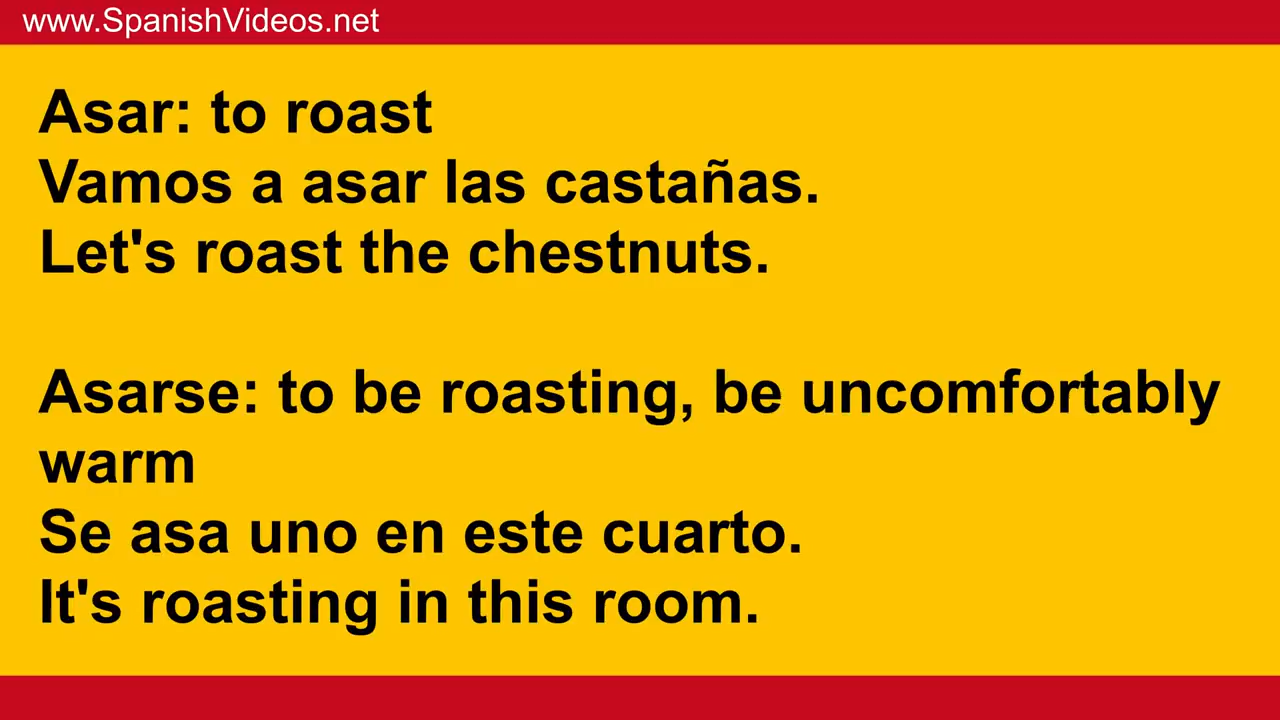 www.SpanishVideos.net
Asar: to roast
Vamos a asar las castañas.
Let's roast the chestnuts.
Asarse: to be roasting, be uncomfortably
warm
Se asa uno en este cuarto.
It's roasting in this room.